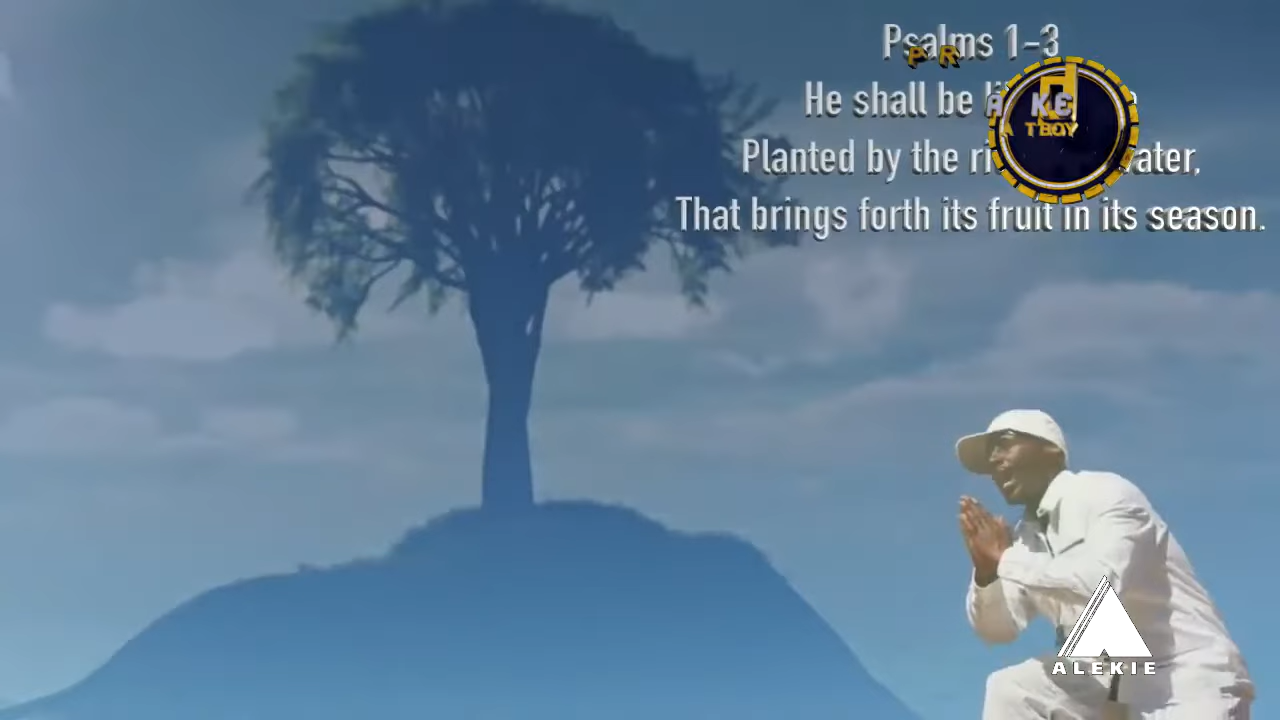 Psalms 1-3
He shall be
Planted by the
That brings forth its fruit in its season.
ALEKIE